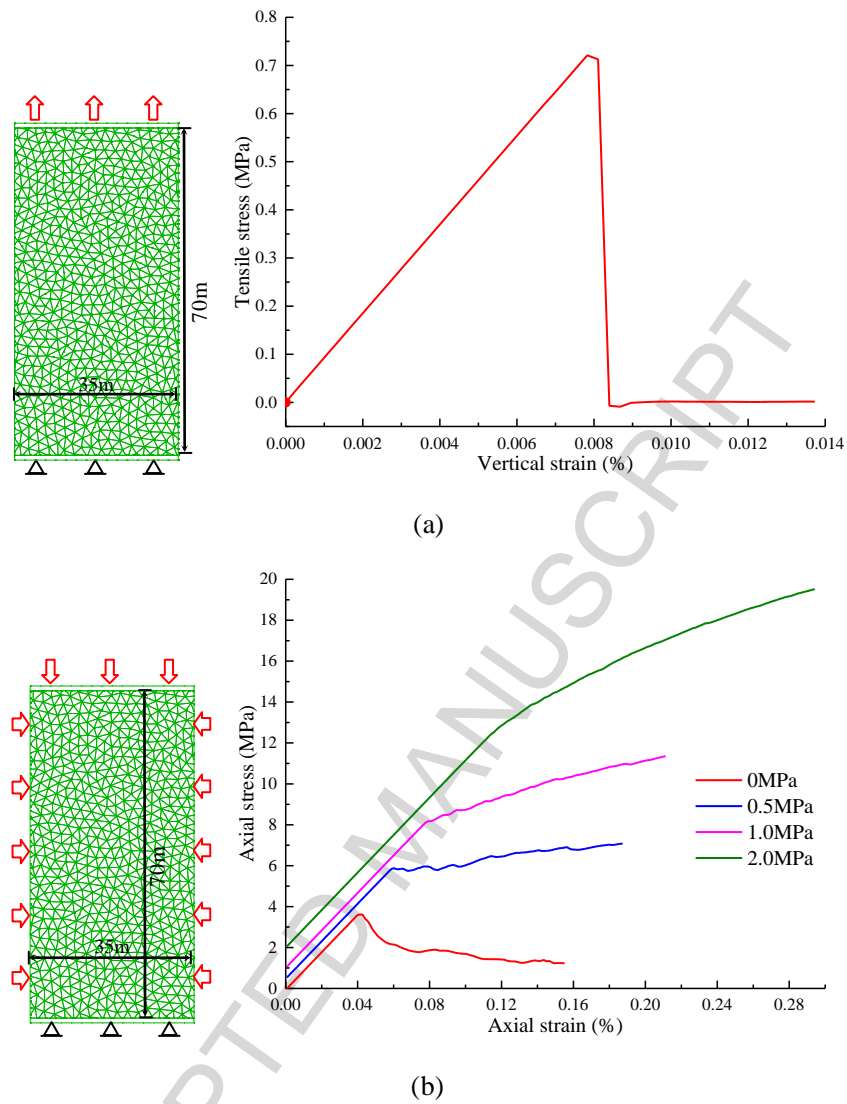 0.8
0.7
0.6
0.5
0.4
0.3
0.2
0.1
0.0
Tensile stress (MPa)
0.000 0.002 0.004 0.006 0.008 0.010 0.012 0.014
Vertical strain (%)
70m
35m
(a)
20
18
16
14
12
10
8
6
4
2
0
Axial stress (MPa)
0.00 0.04 0.08 0.12 0.16 0.20 0.24 0.28
Axial strain (%)
0MPa
0.5MPa
1.0MPa
2.0MPa
70m
35m
(b)
PTED MANUSCRIPT